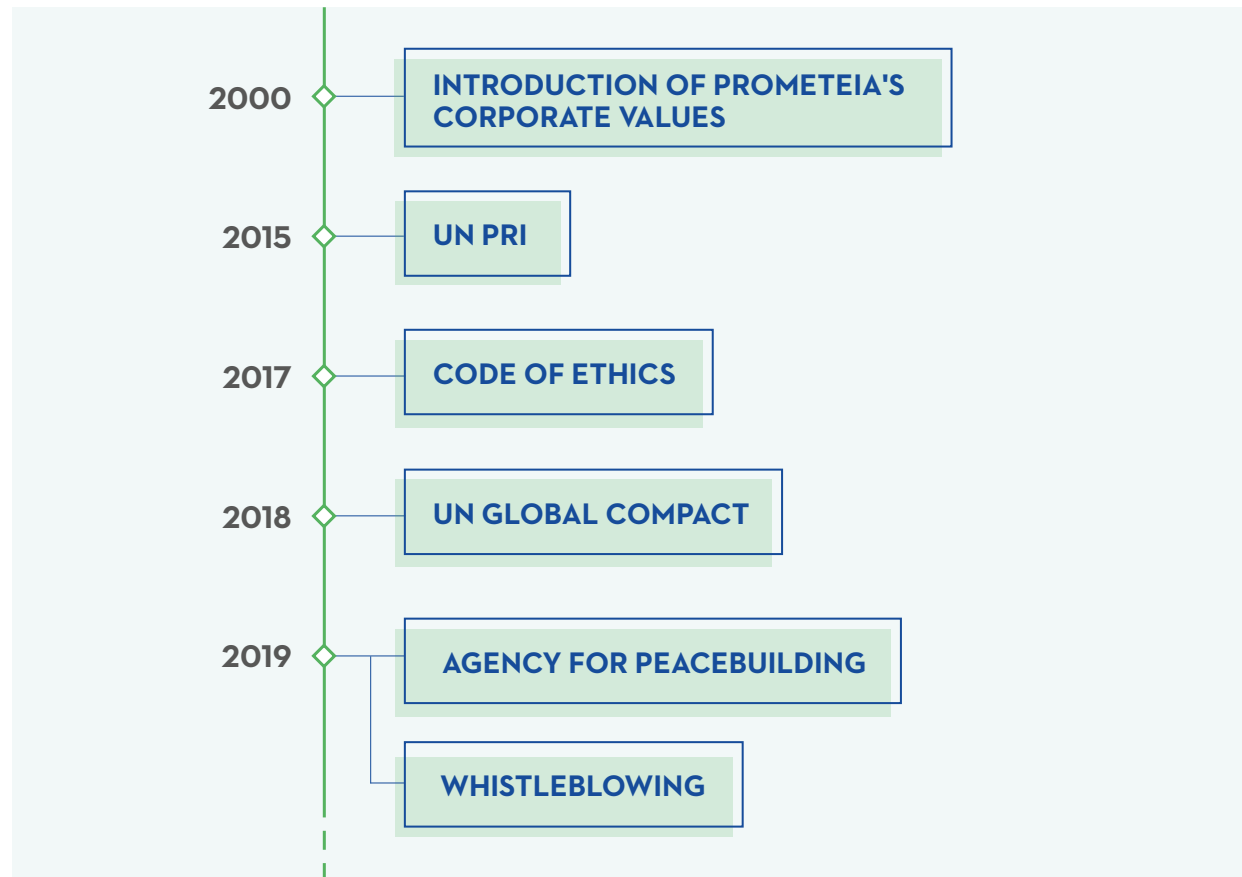 2000
INTRODUCTION OF PROMETEIA'S
CORPORATE VALUES
2015
UN PRI
2017
CODE OF ETHICS
2018
UN GLOBAL COMPACT
2019
AGENCY FOR PEACEBUILDING
WHISTLEBLOWING